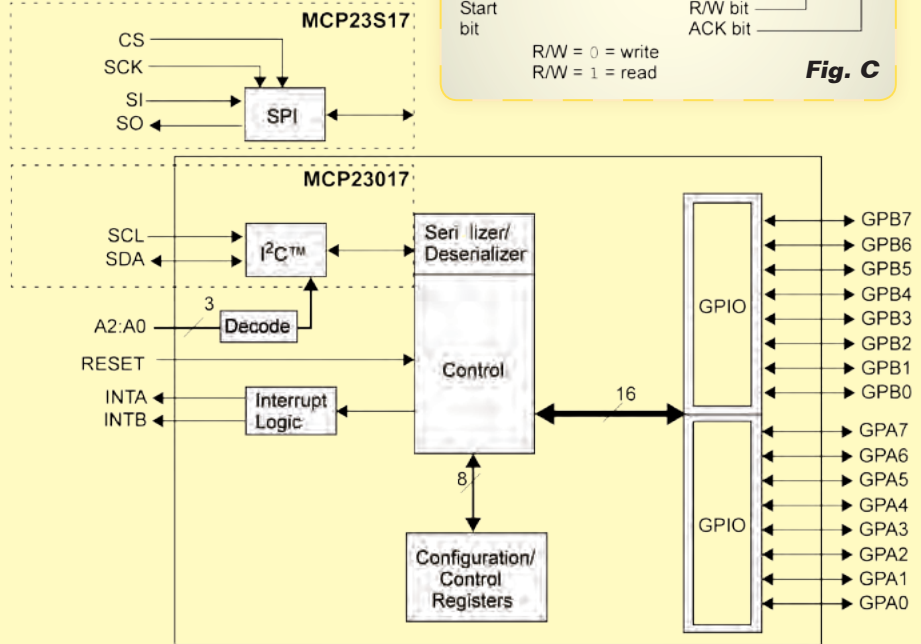 MCP23S17
CS
SCK
SI
SO
SPI
Start
bit
R/W bit
ACK bit
R/W = 0 = write
R/W = 1 = read
Fig. C
MCP23017
SCL
SDA
I²C™
Seri lizer/
Deserializer
3
A2:A0
Decode
RESET
Control
INTA
INTB
Interrupt
Logic
16
8
Configuration/
Control
Registers
GPIO
GPB7
GPB6
GPB5
GPB4
GPB3
GPB2
GPB1
GPB0
GPIO
GPA7
GPA6
GPA5
GPA4
GPA3
GPA2
GPA1
GPA0